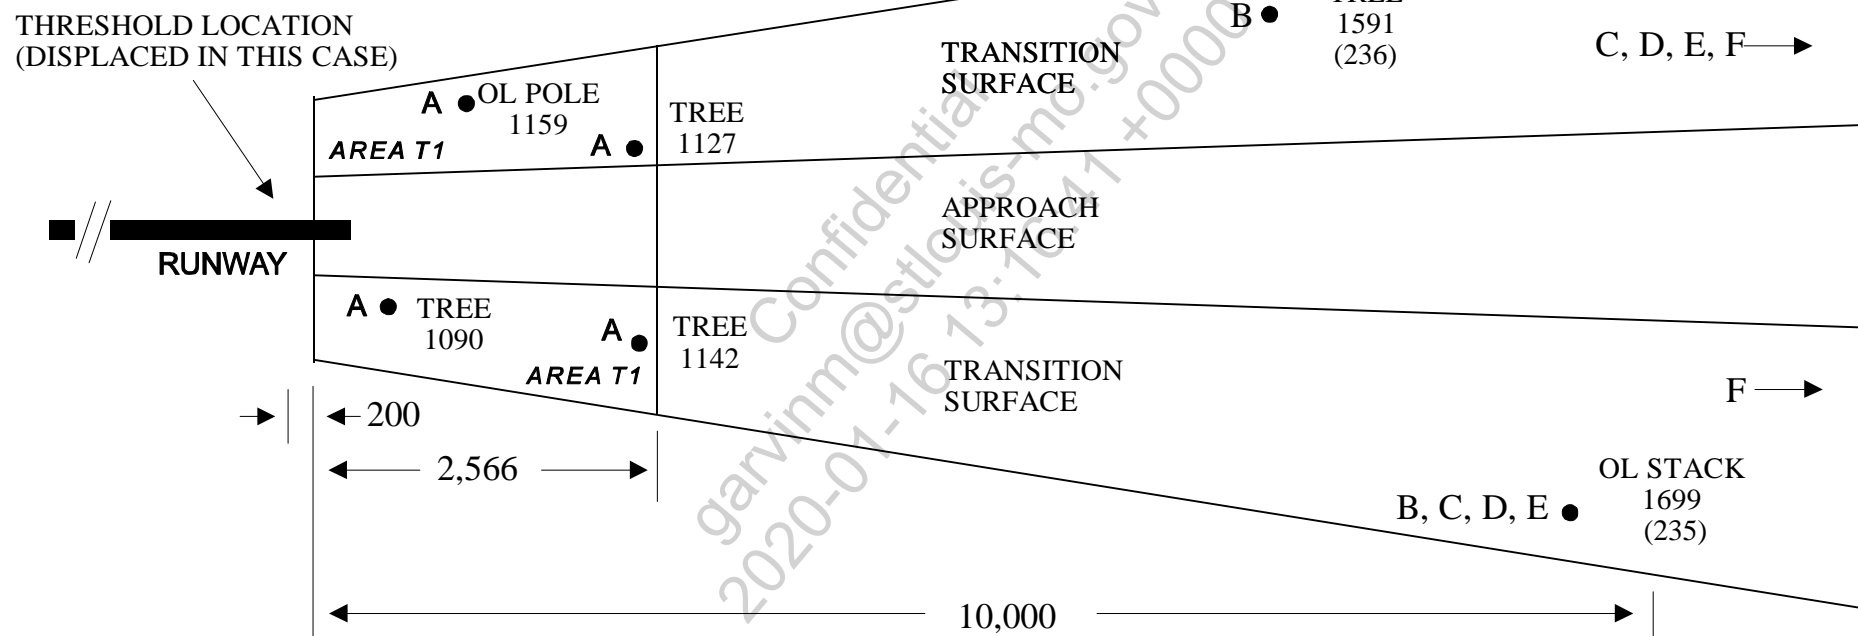 THRESHOLD LOCATION
(DISPLACED IN THIS CASE)
TREE
B
1591
(236)
C, D, E, F
TRANSITION
SURFACE
A
OL POLE
1159
TREE
1127
A
AREA T1
APPROACH
SURFACE
RUNWAY
A
TREE
1090
A
TREE
1142
AREA T1
TRANSITION
SURFACE
F
200
2,566
OL STACK
1699
(235)
B, C, D, E
10,000
Confidential
garvinm@stlouis-mo.gov
2020-01-16 13:16:41 +0000